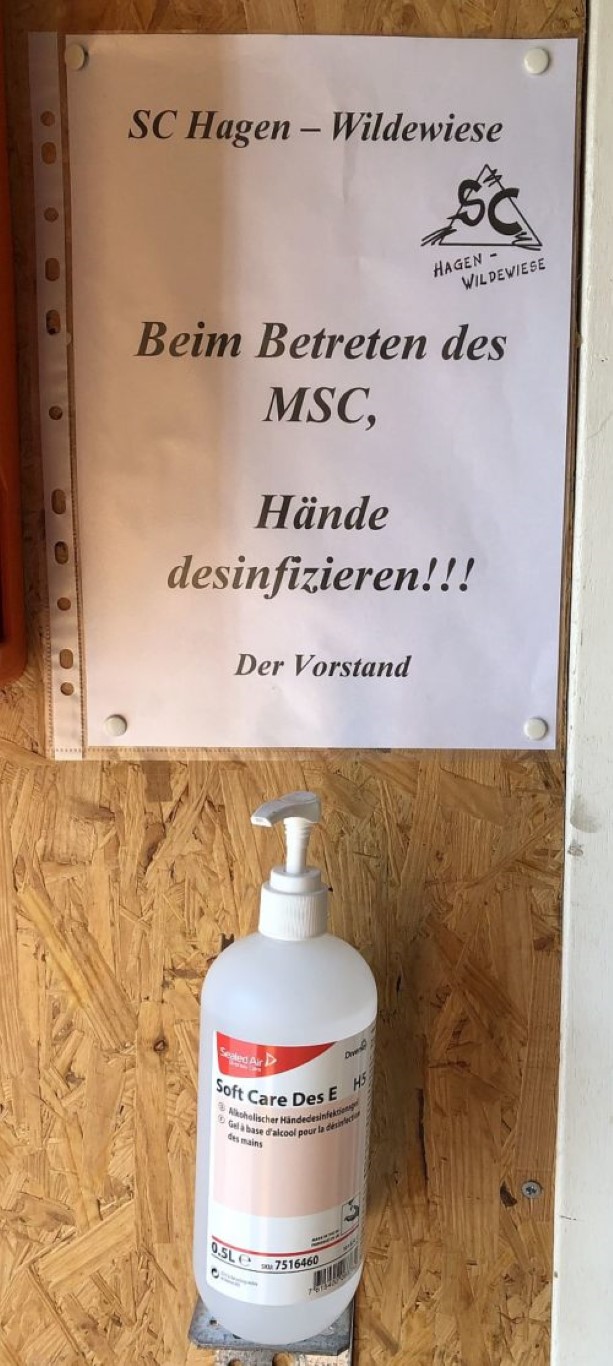 SC Hagen – Wildewiese
SC
HAGEN -
WILDEWIESE
Beim Betreten des
MSC,
Hände
desinfizieren!!!
Der Vorstand
Sealed Air
Soft Care Des E H5
Alkoholischer Händedesinfektionsgel
Gel à base d'alcool pour la désinfection
des mains
0.5L e SKU 7516460